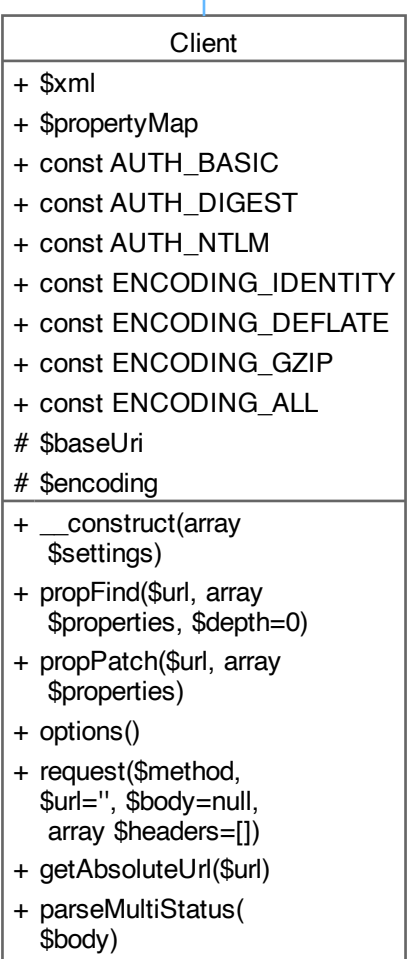 Client
+ $xml
+ $propertyMap
+ const AUTH_BASIC
+ const AUTH_DIGEST
+ const AUTH_NTLM
+ const ENCODING_IDENTITY
+ const ENCODING_DEFLATE
+ const ENCODING_GZIP
+ const ENCODING_ALL
# $baseUri
# $encoding
+ __construct(array
$settings)
+ propFind($url, array
$properties, $depth=0)
+ propPatch($url, array
$properties)
+ options()
+ request($method,
$url='', $body=null,
array $headers=[])
+ getAbsoluteUrl($url)
+ parseMultiStatus(
$body)